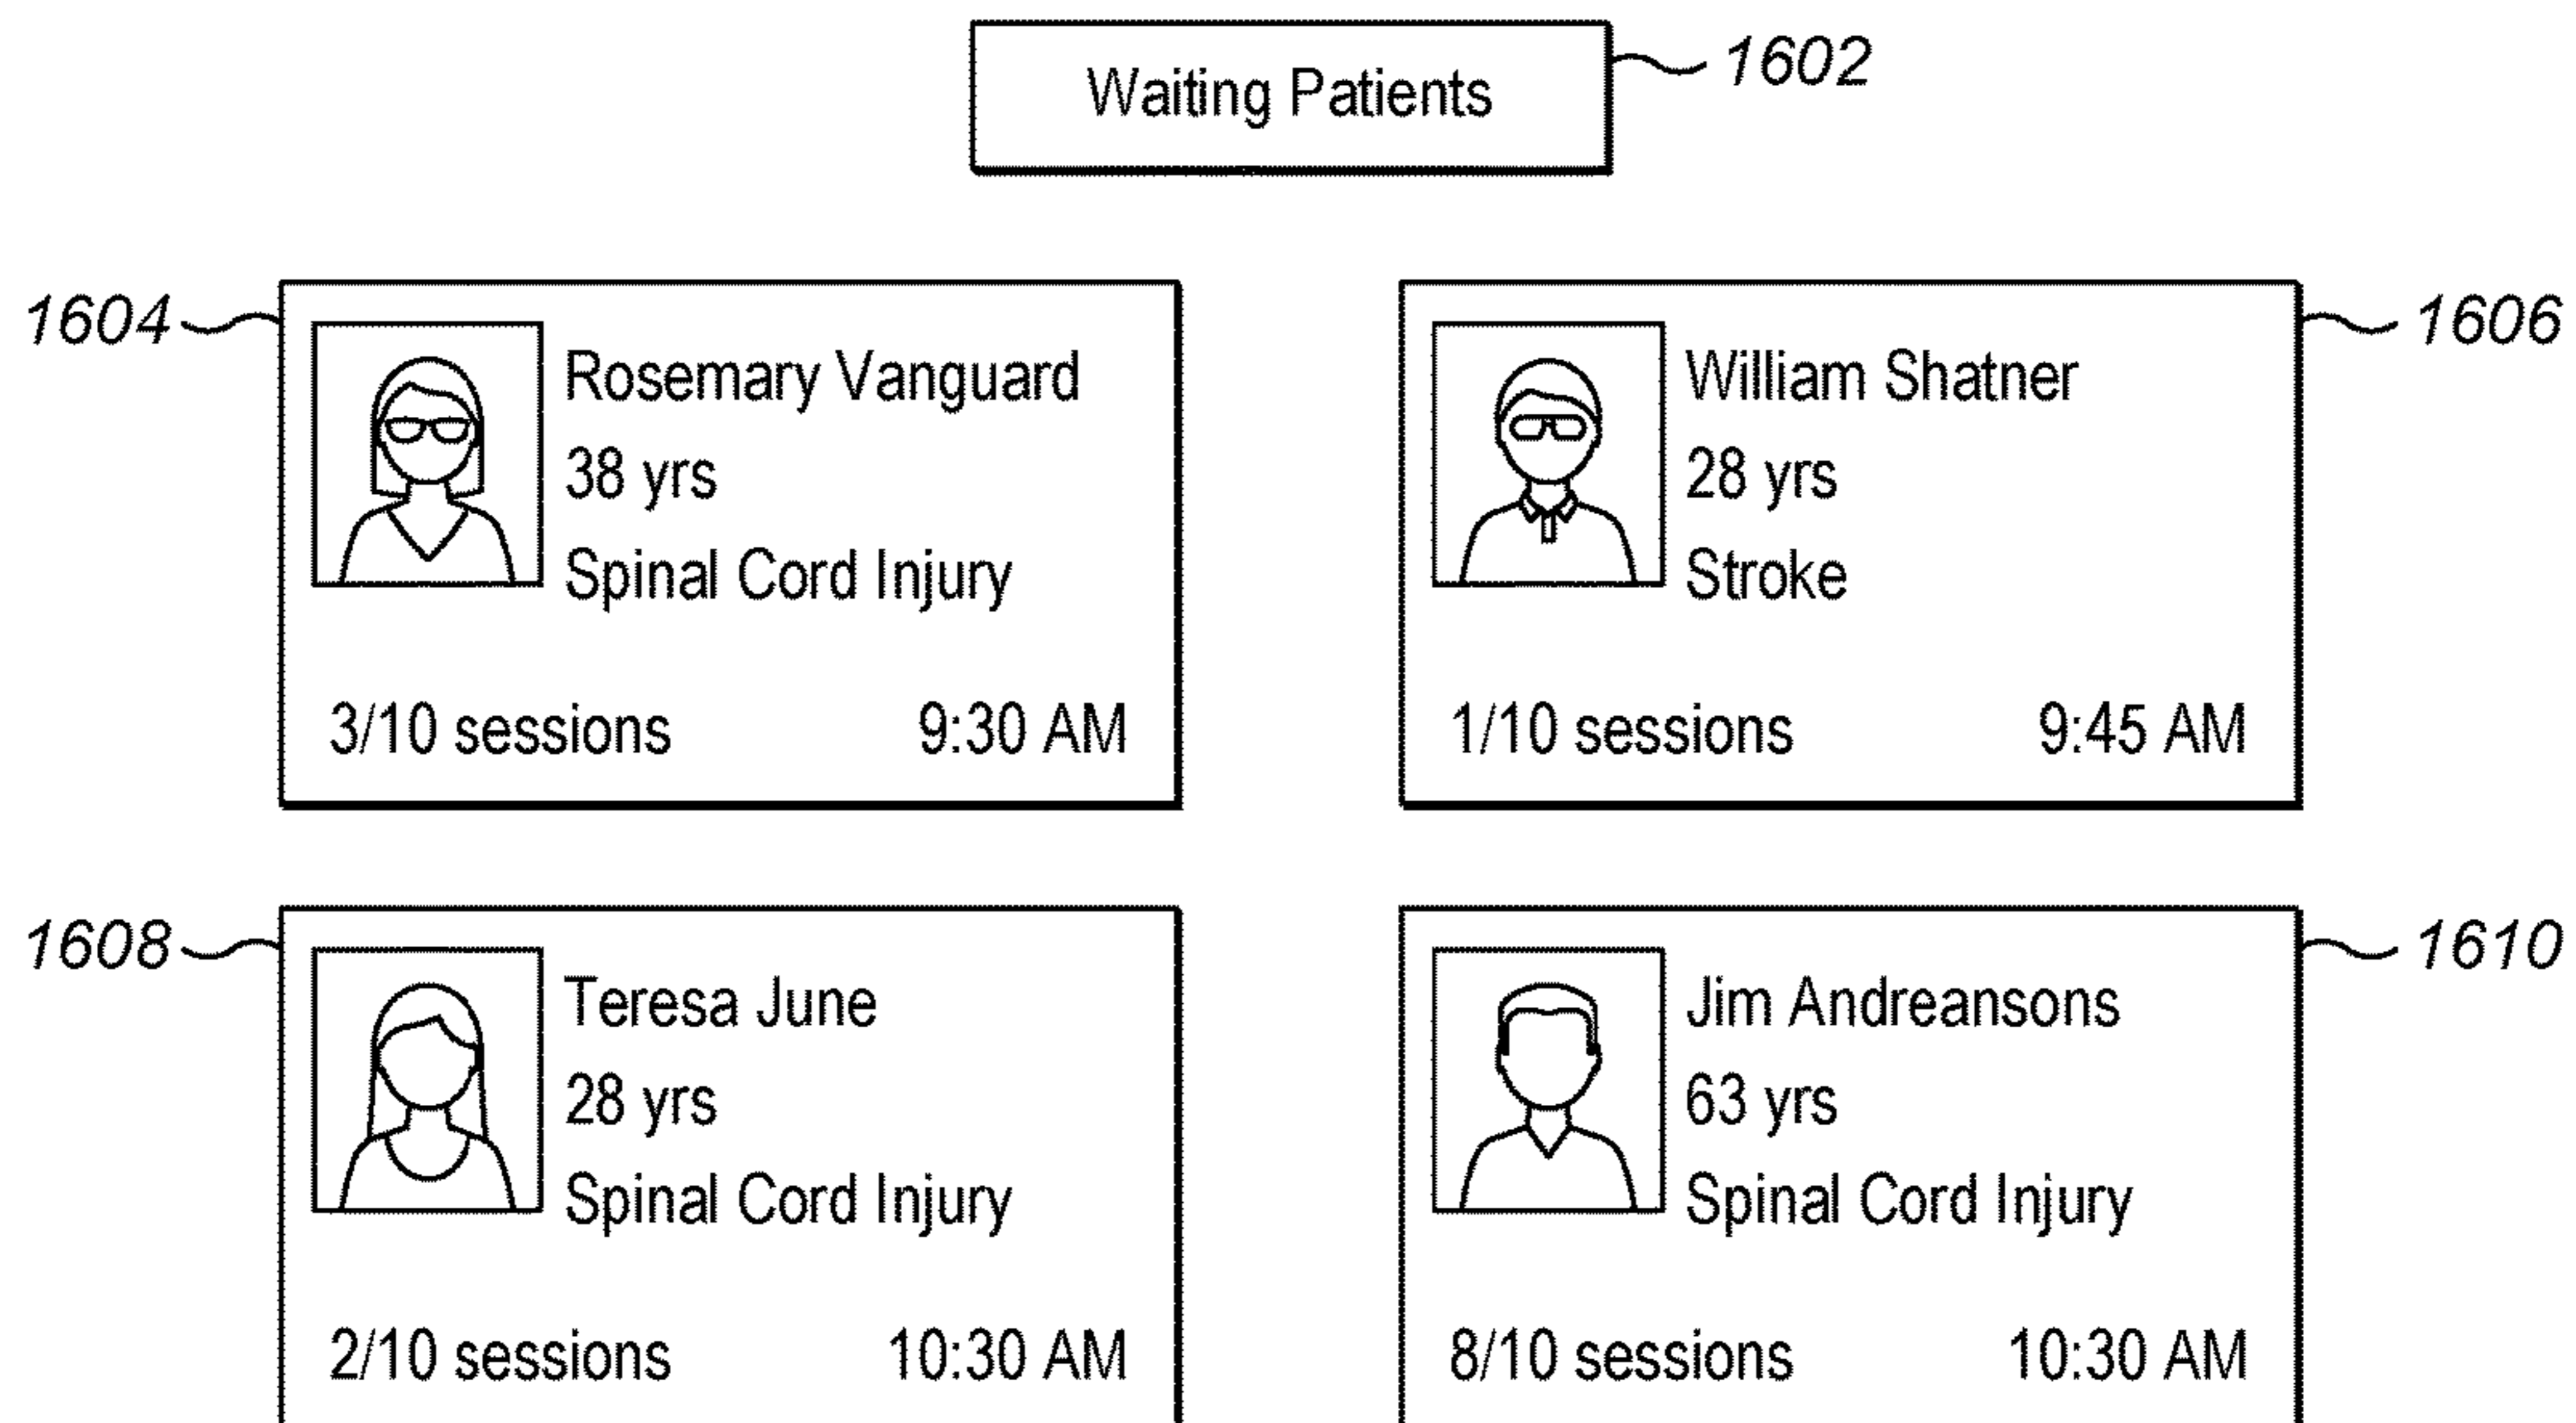 Waiting Patients
1602
1604
Rosemary Vanguard
38 yrs
Spinal Cord Injury
3/10 sessions 9:30 AM
1606
William Shatner
28 yrs
Stroke
1/10 sessions 9:45 AM
1608
Teresa June
28 yrs
Spinal Cord Injury
2/10 sessions 10:30 AM
1610
Jim Andreansons
63 yrs
Spinal Cord Injury
8/10 sessions 10:30 AM